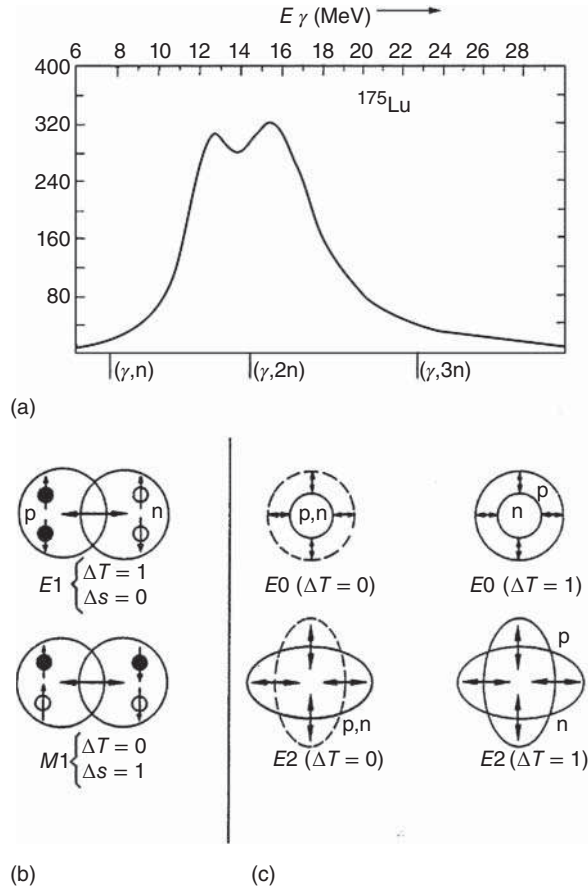 E γ (MeV)
6 8 10 12 14 16 18 20 22 24 26 28
400
¹⁷⁵Lu
320
240
160
80
(γ,n) (γ,2n) (γ,3n)
(a)
p n
E1 { ΔT = 1
Δs = 0
M1 { ΔT = 0
Δs = 1
(b)
p,n
E0 (ΔT = 0)
p
n
E0 (ΔT = 1)
p,n
E2 (ΔT = 0)
p
n
E2 (ΔT = 1)
(c)